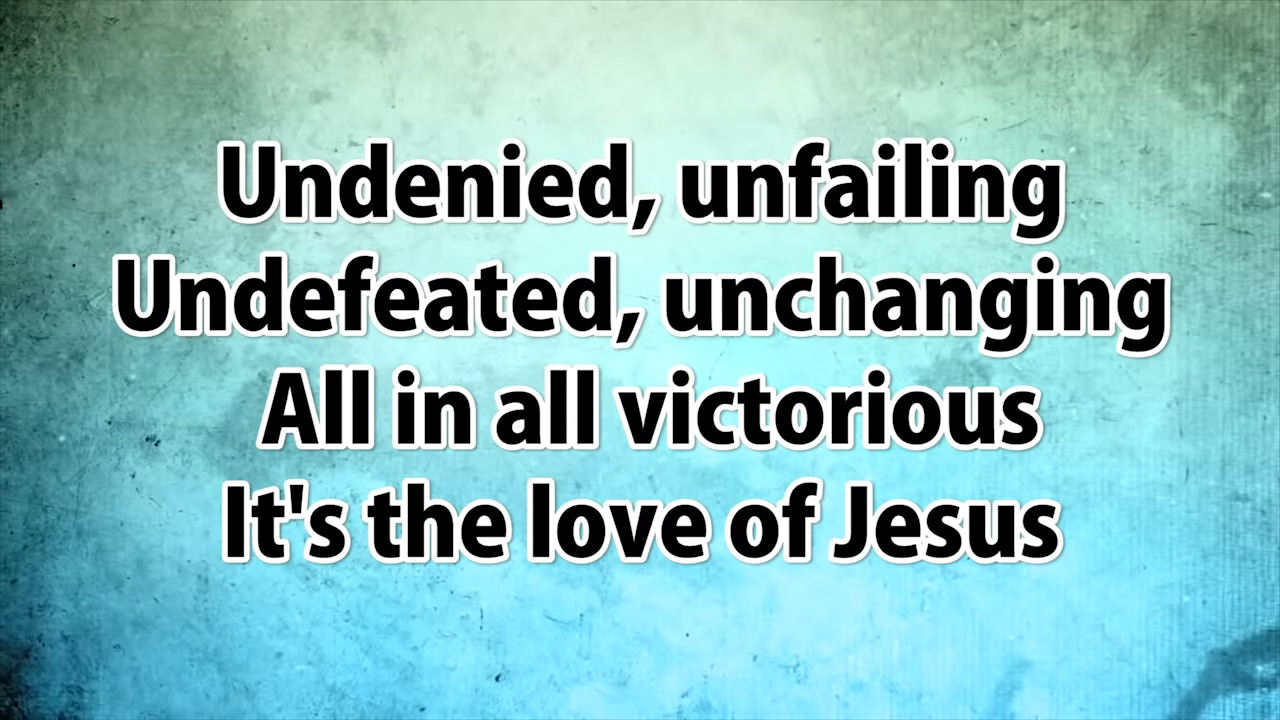 Undenied, unfailing
Undefeated, unchanging
All in all victorious
It's the love of Jesus